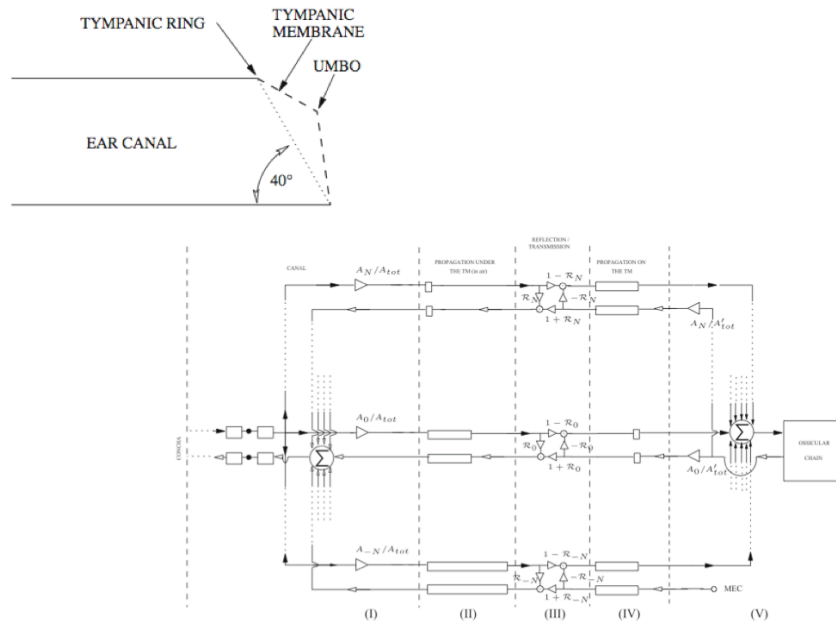 TYMPANIC RING
TYMPANIC
MEMBRANE
UMBO
EAR CANAL
40°
REFLECTION /
TRANSMISSION
CANAL
PROPAGATION UNDER
THE TM (in air)
PROPAGATION ON
THE TM
A_N/A_tot
1 − R_N
R_N
−R_N
1 + R_N
A_N/A'_tot
CONCHA
A_0/A_tot
1 − R_0
R_0
−R_0
1 + R_0
A_0/A'_tot
Σ
Σ
OSSICULAR
CHAIN
A_−N/A_tot
1 − R_−N
R_−N
−R_−N
1 + R_−N
MEC
(I)
(II)
(III)
(IV)
(V)